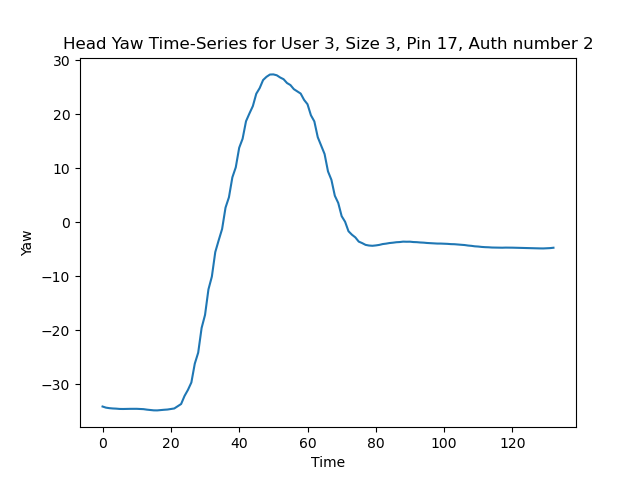 Head Yaw Time-Series for User 3, Size 3, Pin 17, Auth number 2
30
20
10
0
−10
−20
−30
Yaw
0 20 40 60 80 100 120
Time